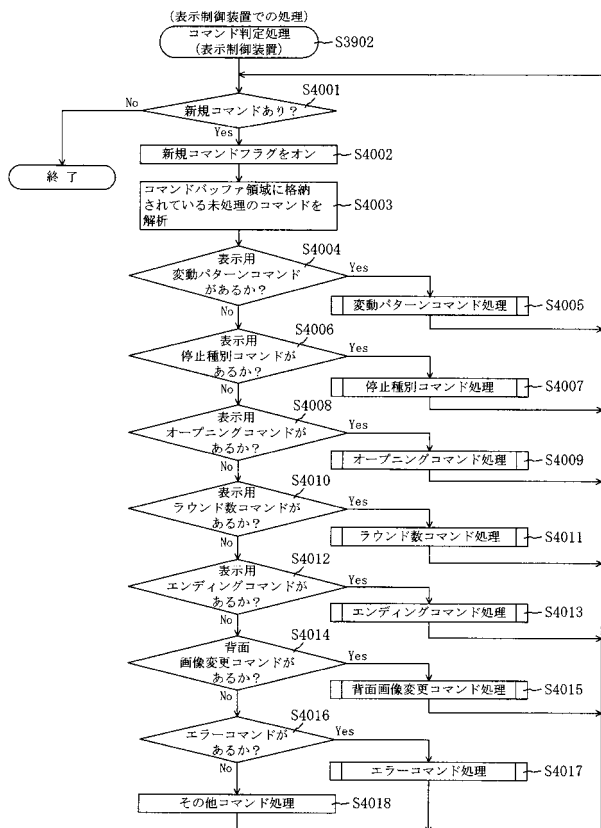 (表示制御装置での処理)
コマンド判定処理
(表示制御装置)
S3902
S4001
No
新規コマンドあり？
Yes
新規コマンドフラグをオン
S4002
終了
コマンドバッファ領域に格納
されている未処理のコマンドを
解析
S4003
S4004
表示用
変動パターンコマンド
があるか？
Yes
No
変動パターンコマンド処理
S4005
S4006
表示用
停止種別コマンドが
あるか？
Yes
No
停止種別コマンド処理
S4007
S4008
表示用
オープニングコマンドが
あるか？
Yes
No
オープニングコマンド処理
S4009
S4010
表示用
ラウンド数コマンドが
あるか？
Yes
No
ラウンド数コマンド処理
S4011
S4012
表示用
エンディングコマンドが
あるか？
Yes
No
エンディングコマンド処理
S4013
S4014
背面
画像変更コマンドが
あるか？
Yes
No
背面画像変更コマンド処理
S4015
S4016
エラーコマンドが
あるか？
Yes
No
エラーコマンド処理
S4017
その他コマンド処理
S4018